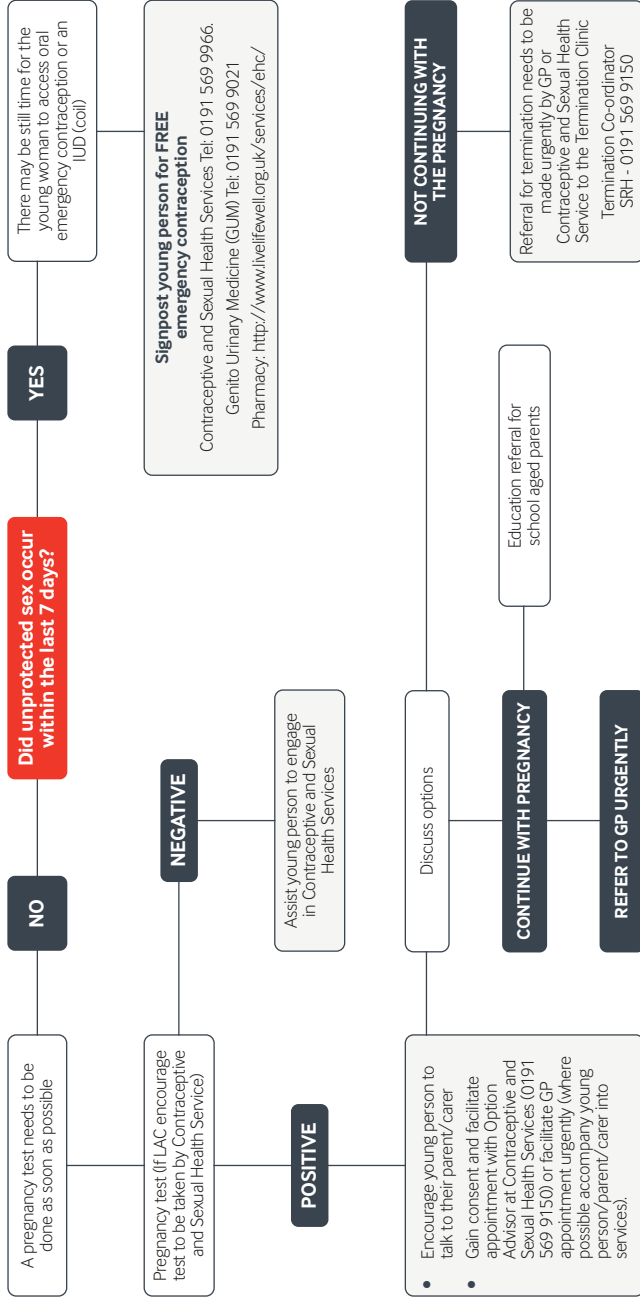 Did unprotected sex occur
within the last 7 days?
NO
YES
A pregnancy test needs to be
done as soon as possible
There may be still time for the
young woman to access oral
emergency contraception or an
IUD (coil)
Pregnancy test (If LAC encourage
test to be taken by Contraceptive
and Sexual Health Service)
NEGATIVE
Signpost young person for FREE
emergency contraception
Contraceptive and Sexual Health Services Tel: 0191 569 9966.
Genito Urinary Medicine (GUM) Tel: 0191 569 9021
Pharmacy: http://www.livelifewell.org.uk/services/ehc/
POSITIVE
Assist young person to engage
in Contraceptive and Sexual
Health Services
• Encourage young person to
talk to their parent/carer
• Gain consent and facilitate
appointment with Option
Advisor at Contraceptive and
Sexual Health Services (0191
569 9150) or facilitate GP
appointment urgently (where
possible accompany young
person/parent/carer into
services).
Discuss options
NOT CONTINUING WITH
THE PREGNANCY
CONTINUE WITH PREGNANCY
Education referral for
school aged parents
Referral for termination needs to be
made urgently by GP or
Contraceptive and Sexual Health
Service to the Termination Clinic
Termination Co-ordinator
SRH - 0191 569 9150
REFER TO GP URGENTLY